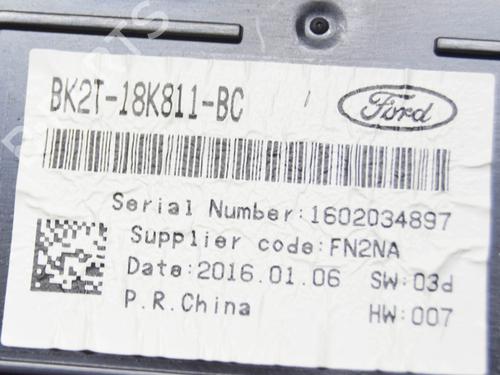 BK2T-18K811-BC
Ford
Serial Number:1602034897
Supplier code:FN2NA
Date:2016.01.06 SW:03d
P.R.China HW:007